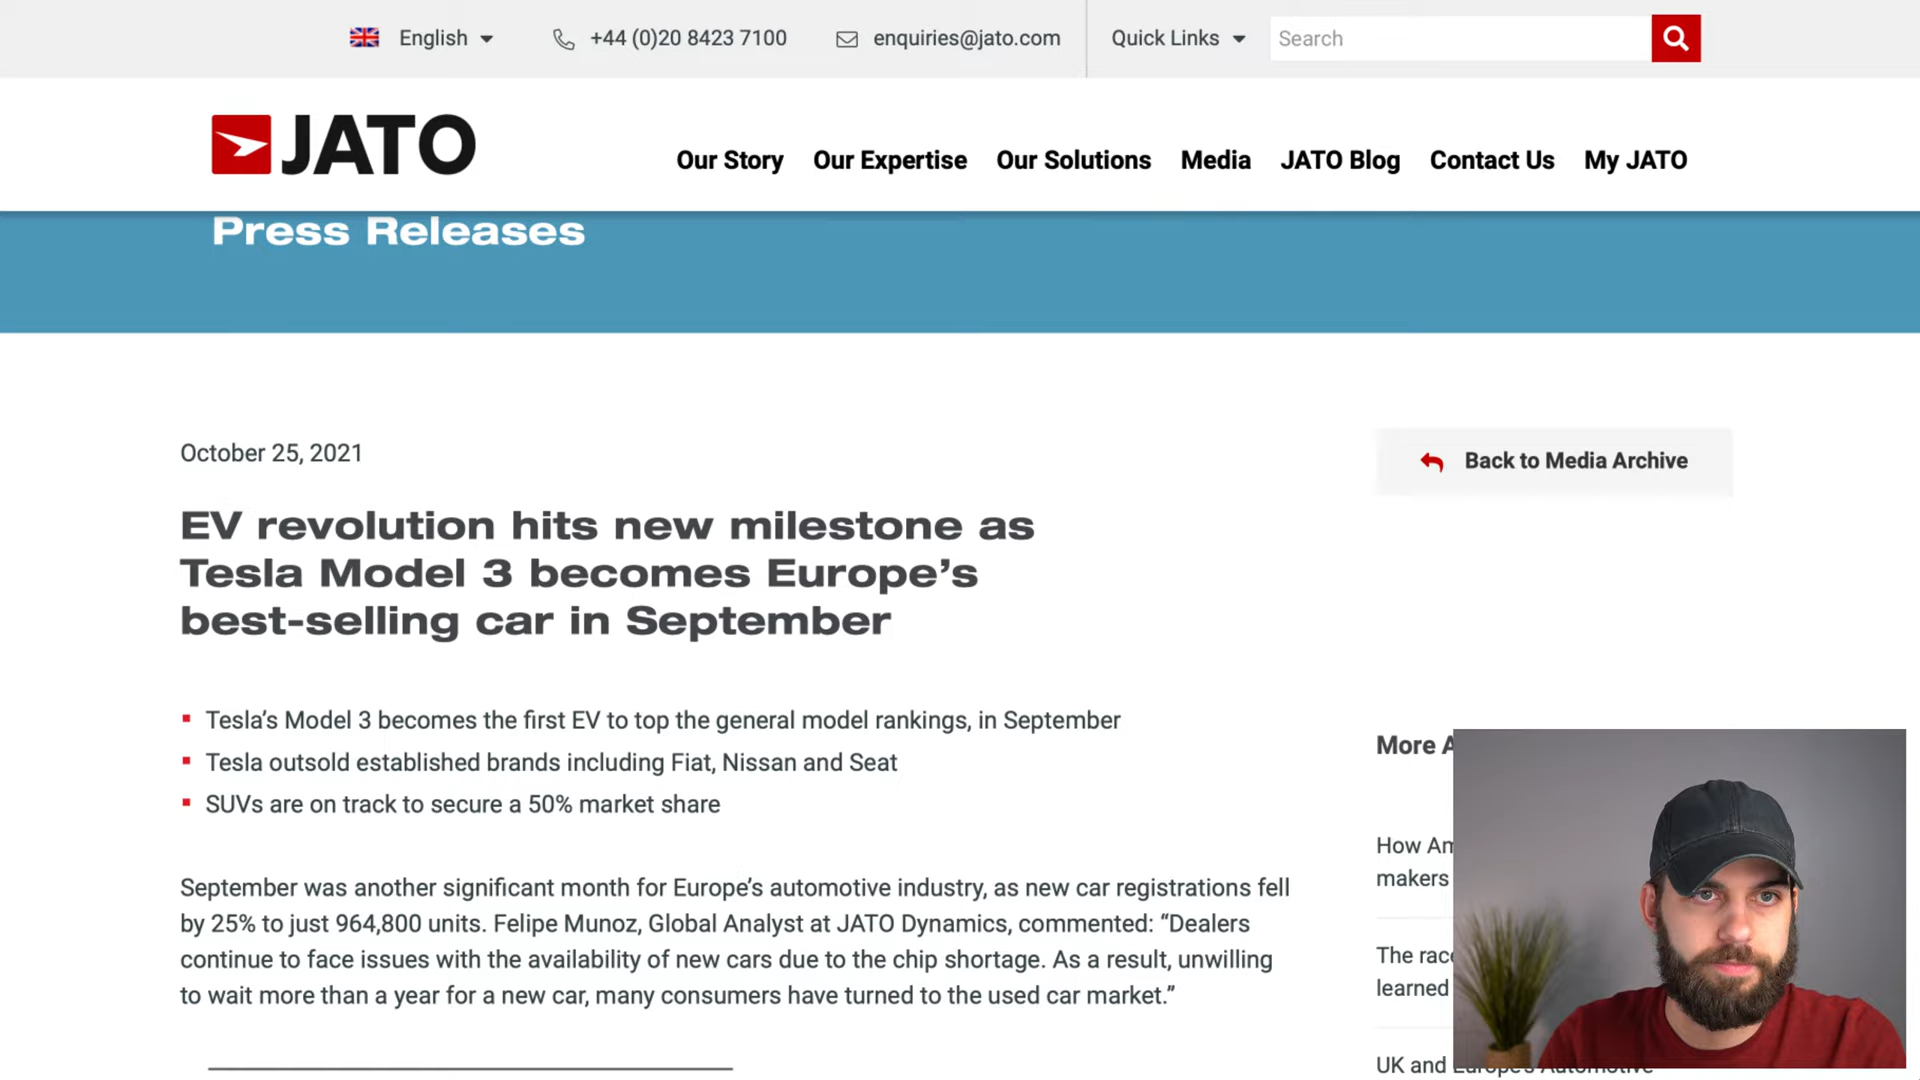 English
+44 (0)20 8423 7100
enquiries@jato.com
Quick Links
Search
JATO
Our Story
Our Expertise
Our Solutions
Media
JATO Blog
Contact Us
My JATO
Press Releases
October 25, 2021
Back to Media Archive
EV revolution hits new milestone as
Tesla Model 3 becomes Europe's
best-selling car in September
Tesla's Model 3 becomes the first EV to top the general model rankings, in September
Tesla outsold established brands including Fiat, Nissan and Seat
SUVs are on track to secure a 50% market share
September was another significant month for Europe's automotive industry, as new car registrations fell
by 25% to just 964,800 units. Felipe Munoz, Global Analyst at JATO Dynamics, commented: “Dealers
continue to face issues with the availability of new cars due to the chip shortage. As a result, unwilling
to wait more than a year for a new car, many consumers have turned to the used car market.”
More
How
makers
The
learned
UK and